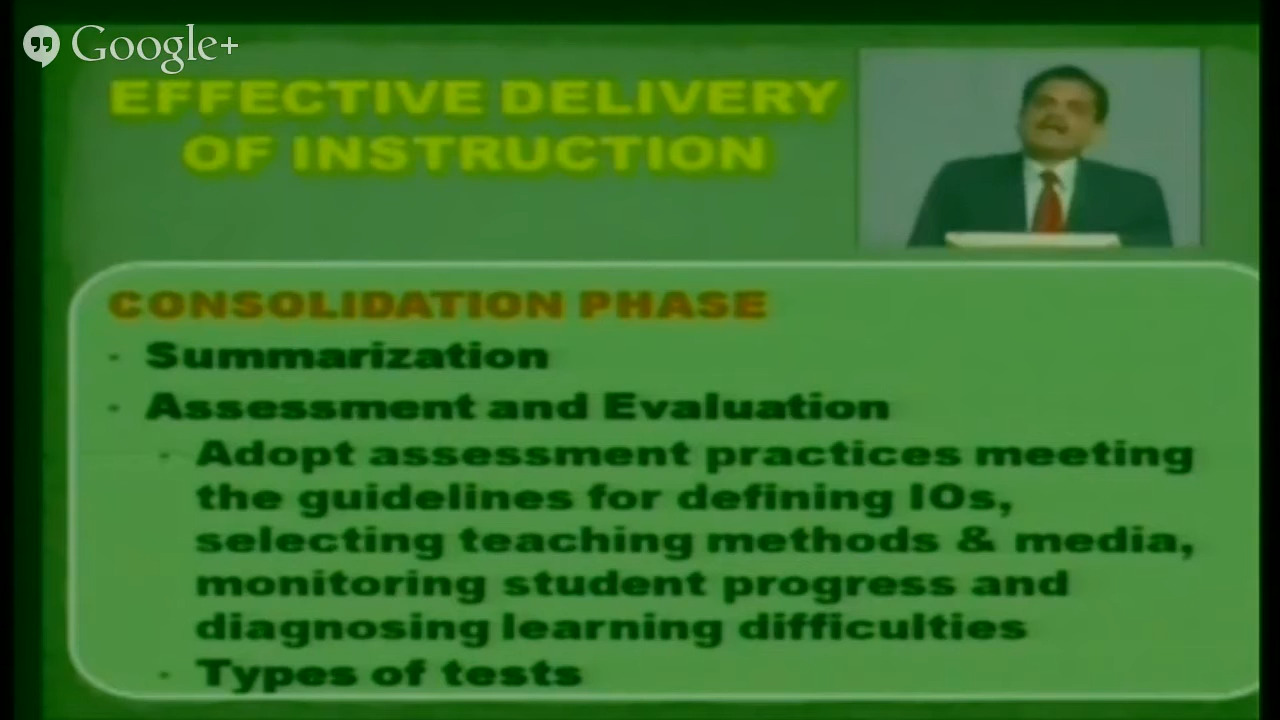 Google+
EFFECTIVE DELIVERY
OF INSTRUCTION
CONSOLIDATION PHASE
· Summarization
· Assessment and Evaluation
· Adopt assessment practices meeting
the guidelines for defining IOs,
selecting teaching methods & media,
monitoring student progress and
diagnosing learning difficulties
· Types of tests